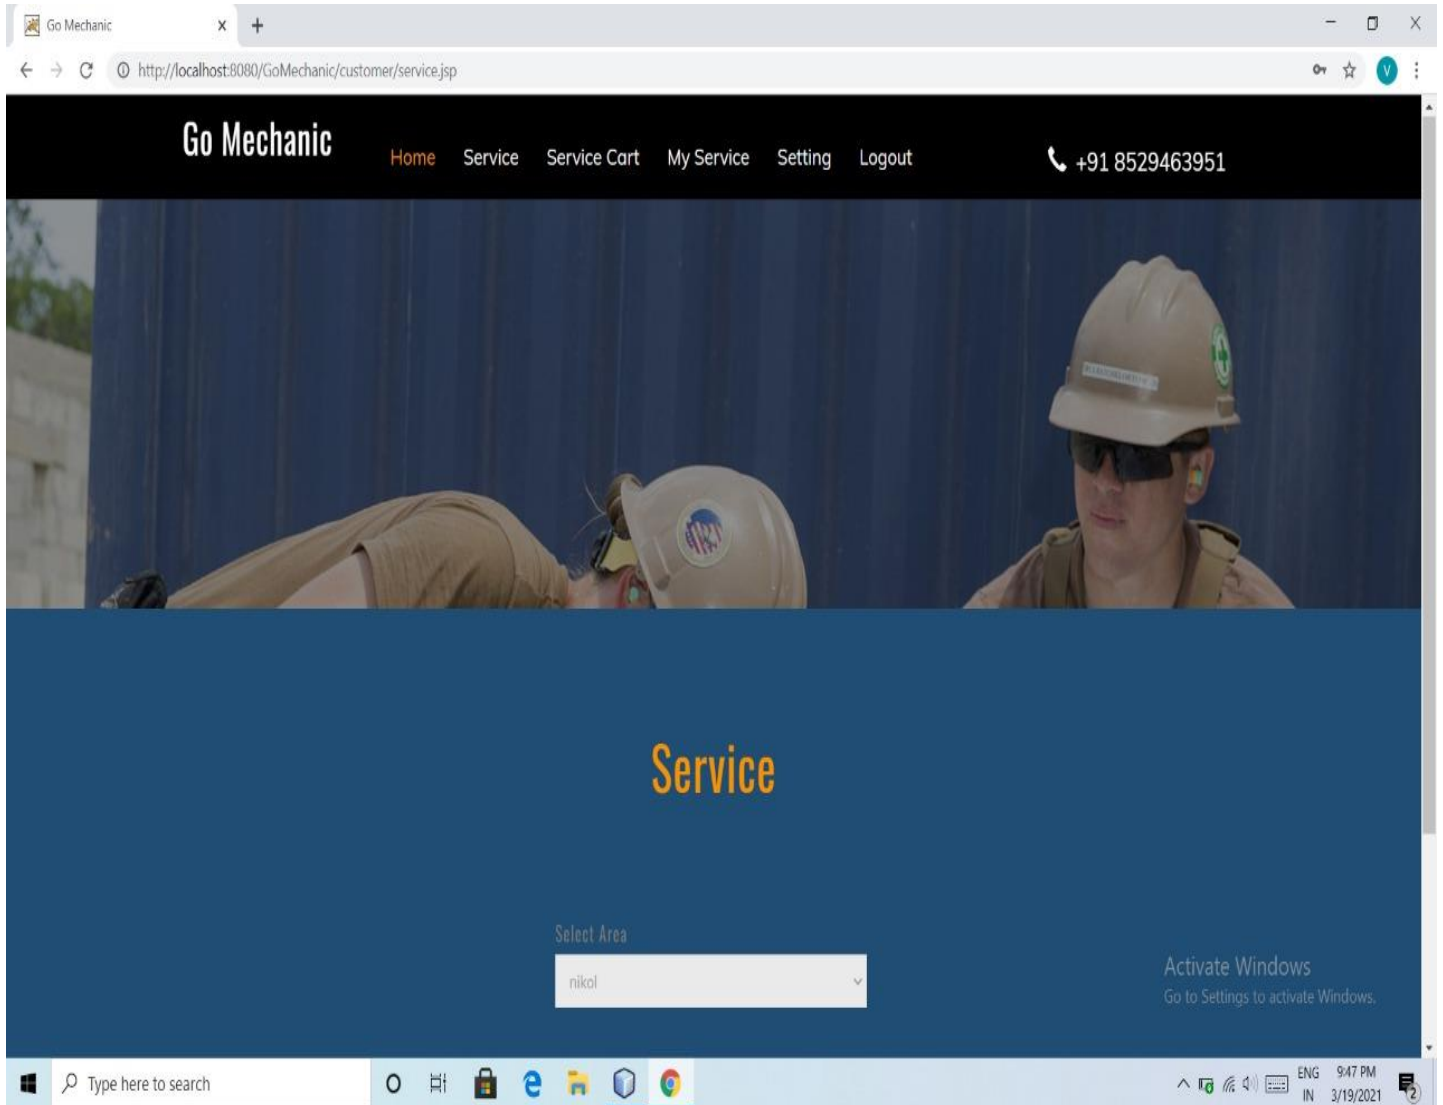 Go Mechanic
http://localhost:8080/GoMechanic/customer/service.jsp
V
Go Mechanic Home Service Service Cart My Service Setting Logout +91 8529463951
Service
Select Area
nikol
Activate Windows
Go to Settings to activate Windows.
Type here to search
ENG 9:47 PM
IN 3/19/2021
2